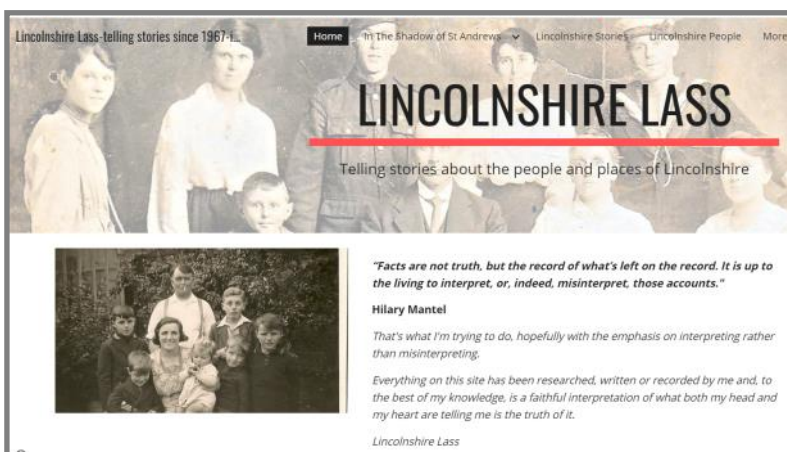 Lincolnshire Lass-telling stories since 1967-i...
Home In The Shadow of St Andrews Lincolnshire Stories Lincolnshire People More
LINCOLNSHIRE LASS
Telling stories about the people and places of Lincolnshire
"Facts are not truth, but the record of what's left on the record. It is up to
the living to interpret, or, indeed, misinterpret, those accounts."
Hilary Mantel
That's what I'm trying to do, hopefully with the emphasis on interpreting rather
than misinterpreting.
Everything on this site has been researched, written or recorded by me and, to
the best of my knowledge, is a faithful interpretation of what both my head and
my heart are telling me is the truth of it.
Lincolnshire Lass